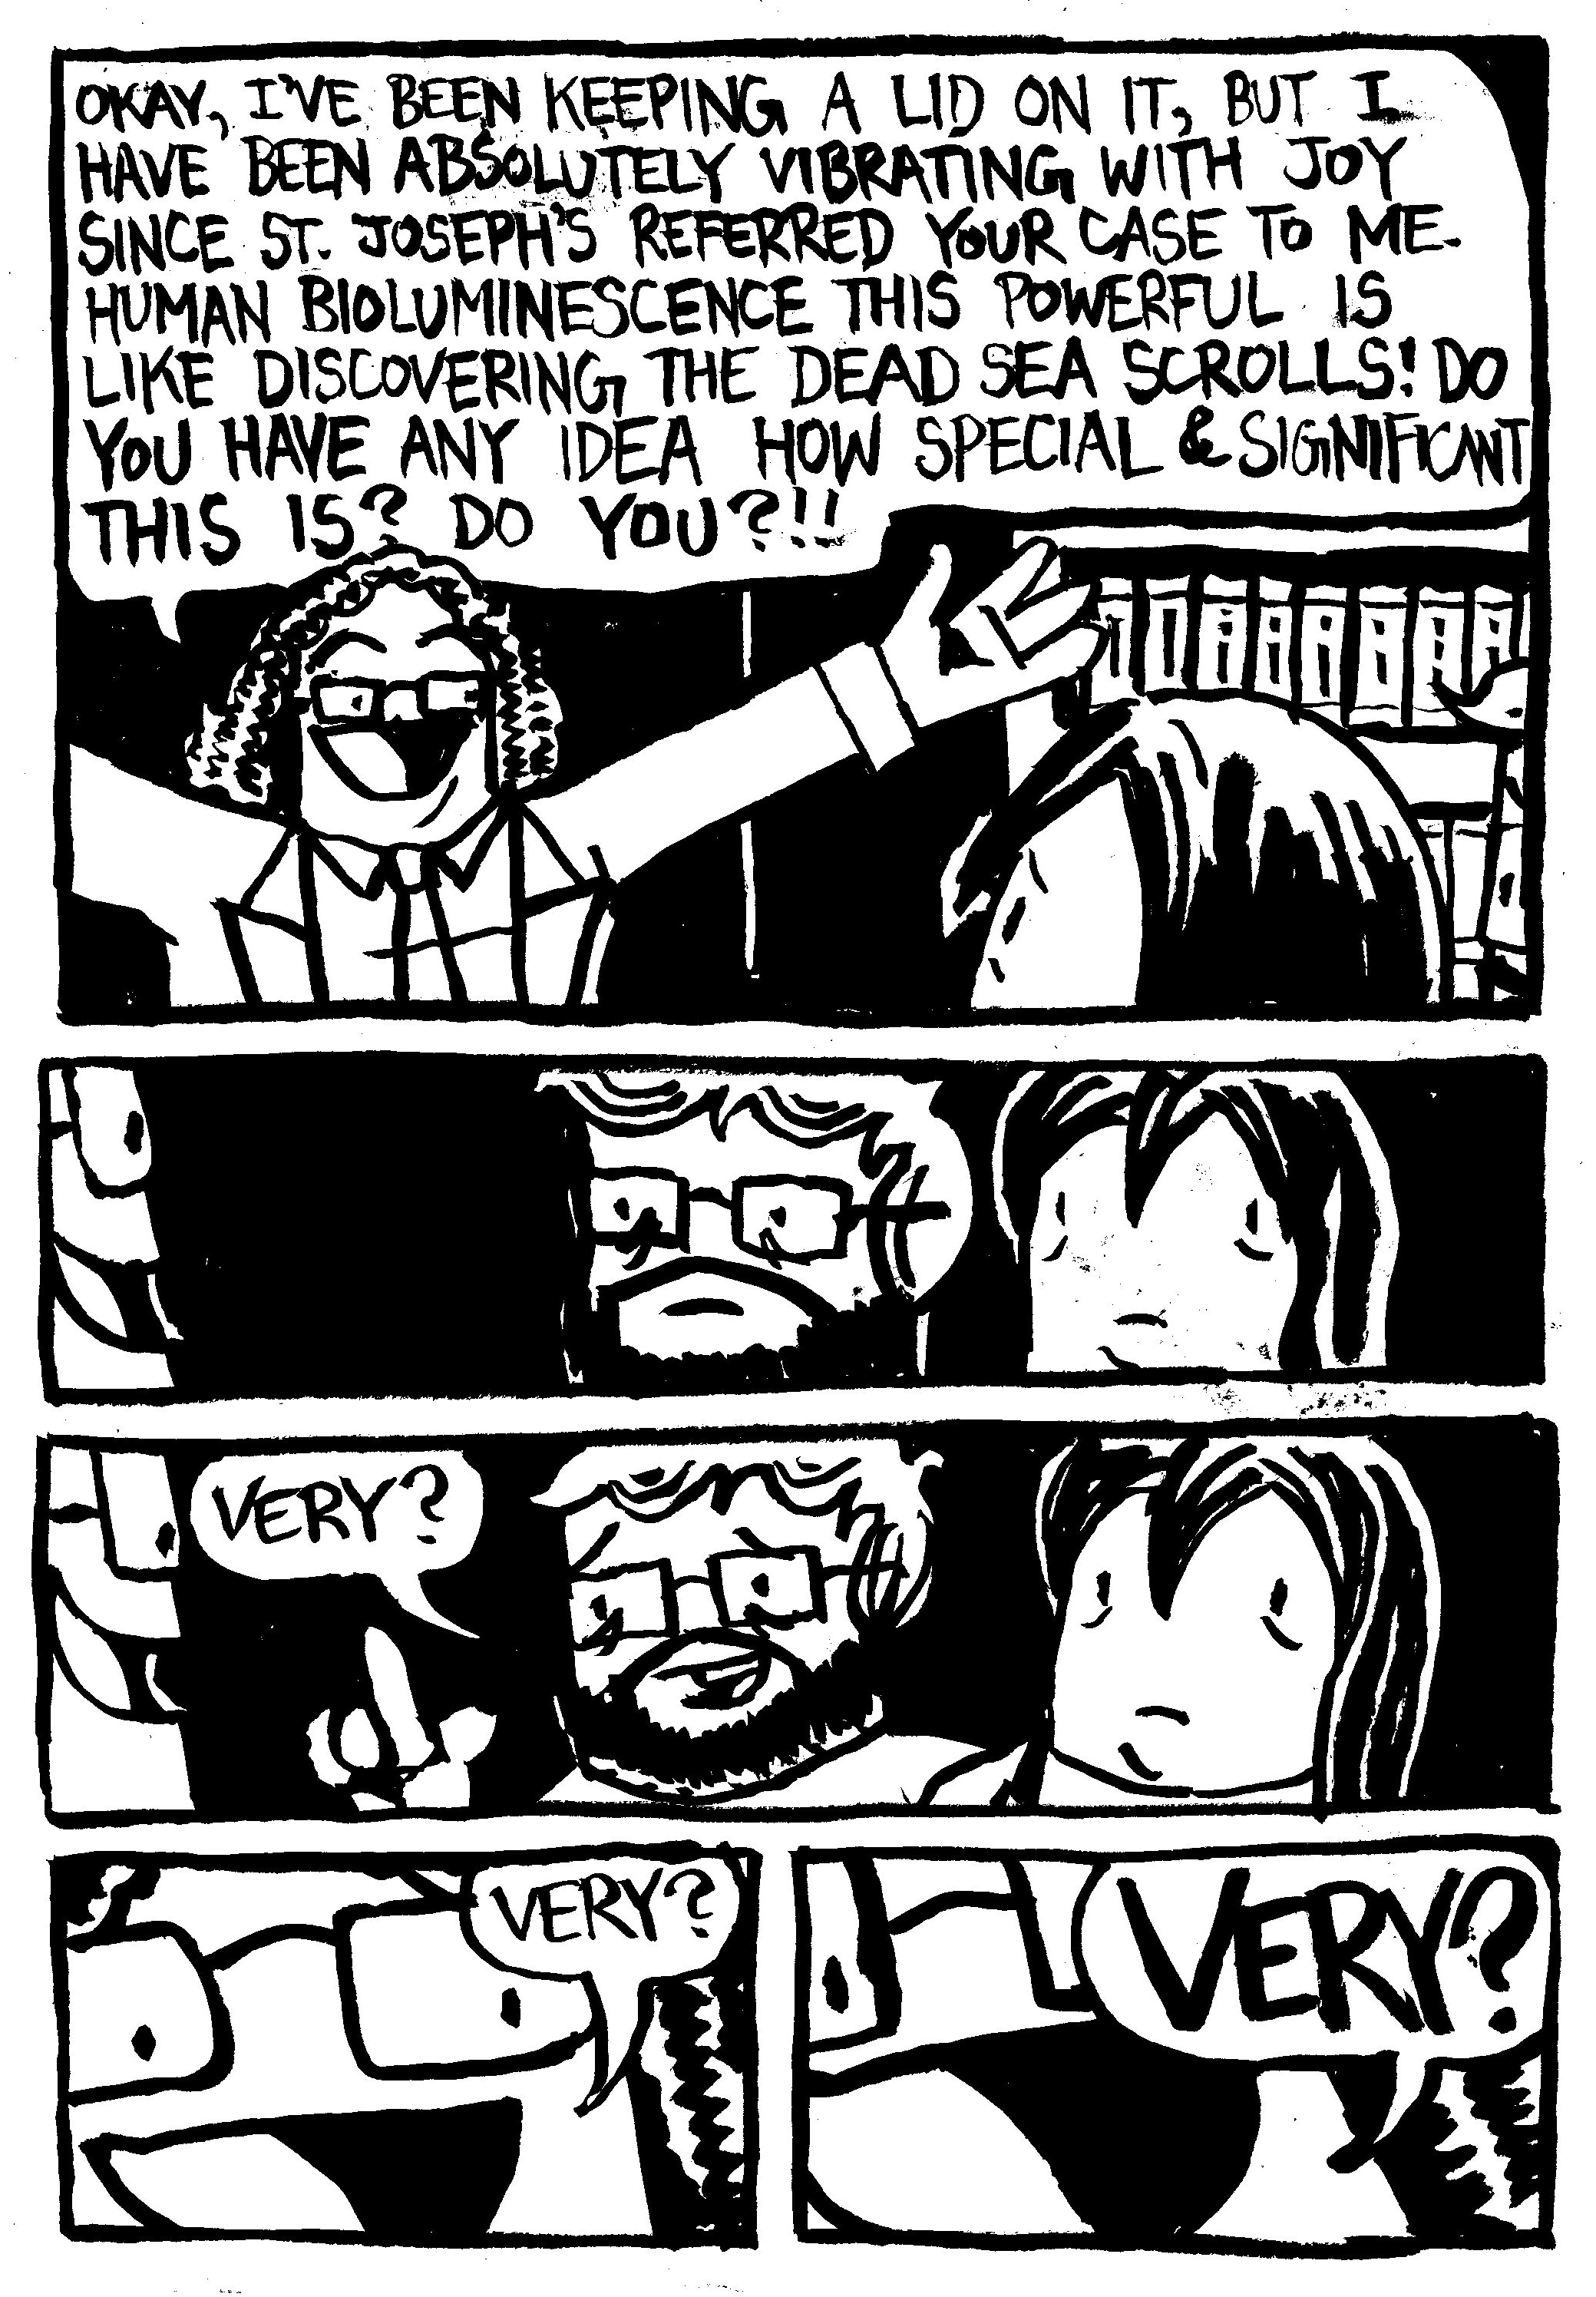 OKAY, I'VE BEEN KEEPING A LID ON IT, BUT I
HAVE BEEN ABSOLUTELY VIBRATING WITH JOY
SINCE ST. JOSEPH'S REFERRED YOUR CASE TO ME.
HUMAN BIOLUMINESCENCE THIS POWERFUL IS
LIKE DISCOVERING THE DEAD SEA SCROLLS! DO
YOU HAVE ANY IDEA HOW SPECIAL & SIGNIFICANT
THIS IS? DO YOU?!!
VERY?
VERY?
VERY?